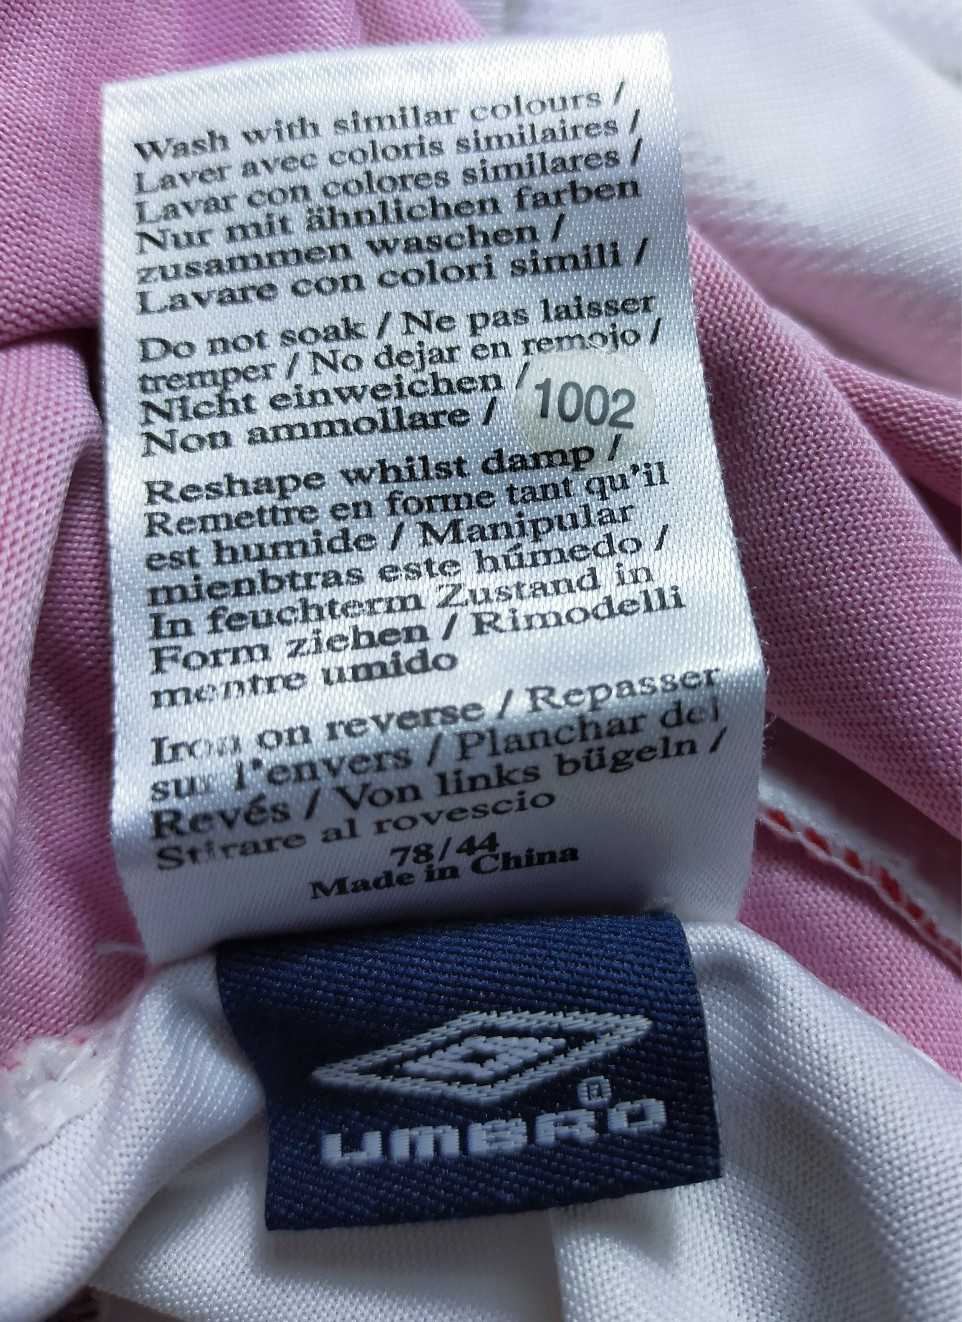 Wash with similar colours /
Laver avec coloris similaires /
Lavar con colores similares /
Nur mit ähnlichen farben
zusammen waschen /
Lavare con colori simili /
Do not soak / Ne pas laisser
tremper / No dejar en remojo /
Nicht einweichen /
1002
Non ammollare /
Reshape whilst damp /
Remettre en forme tant qu'il
est humide / Manipular
mienbtras este húmedo /
In feuchterm Zustand in
Form ziehen / Rimodelli
mentre umido
Iron on reverse / Repasser
sur l'envers / Planchar del
Revés / Von links bügeln /
Stirare al rovescio
78/44
Made in China
UMBRO ®